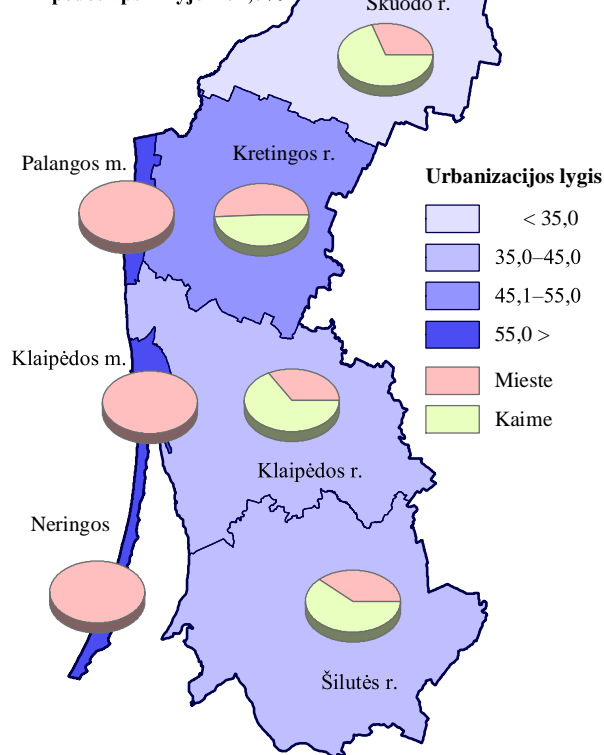 Skuodo r.
Kretingos r.
Palangos m.
Urbanizacijos lygis
< 35,0
35,0–45,0
45,1–55,0
55,0 >
Klaipėdos m.
Mieste
Kaime
Klaipėdos r.
Neringos
Šilutės r.